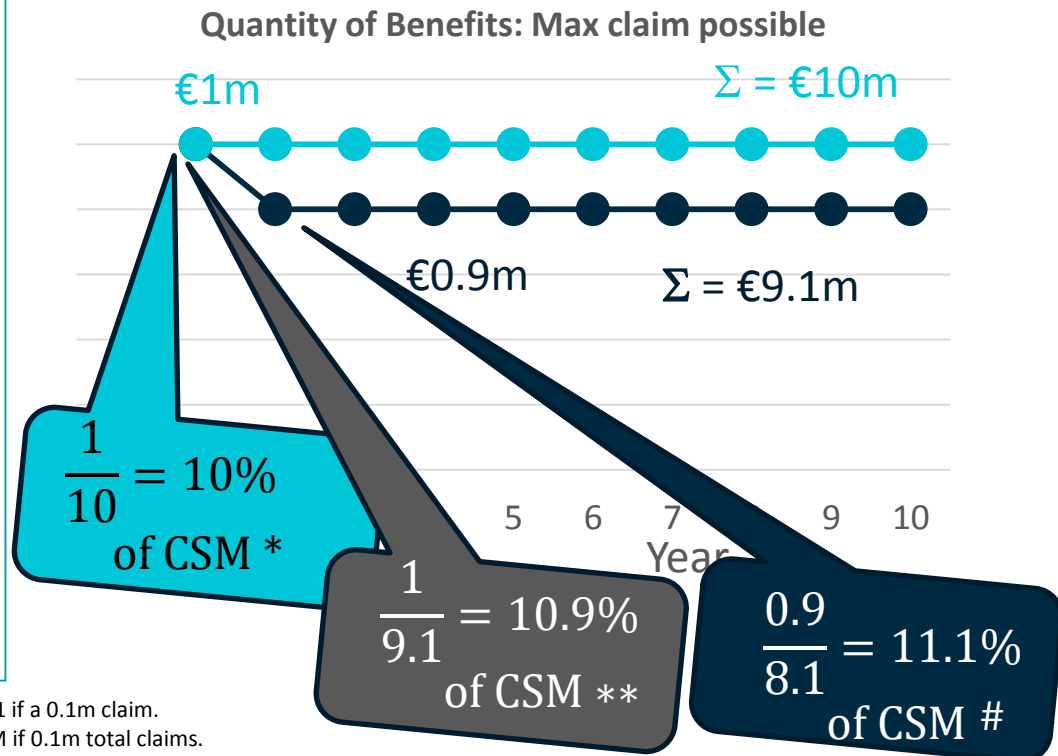 Quantity of Benefits: Max claim possible
€1m
Σ = €10m
€0.9m
Σ = €9.1m
1
10
= 10%
of CSM *
5 6 7 9 10
Year
1
9.1
= 10.9%
of CSM **
0.9
8.1
= 11.1%
of CSM #
if a 0.1m claim.
if 0.1m total claims.